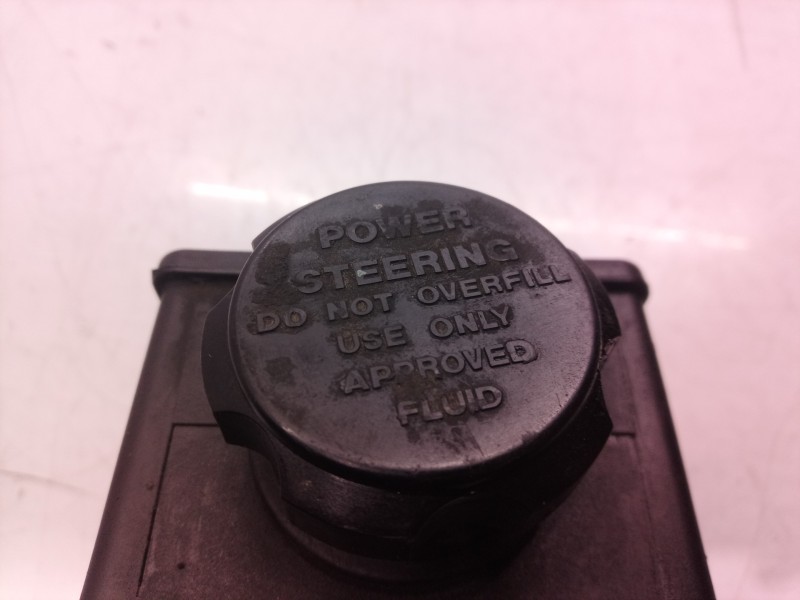 POWER
STEERING
DO NOT OVERFILL
USE ONLY
APPROVED
FLUID